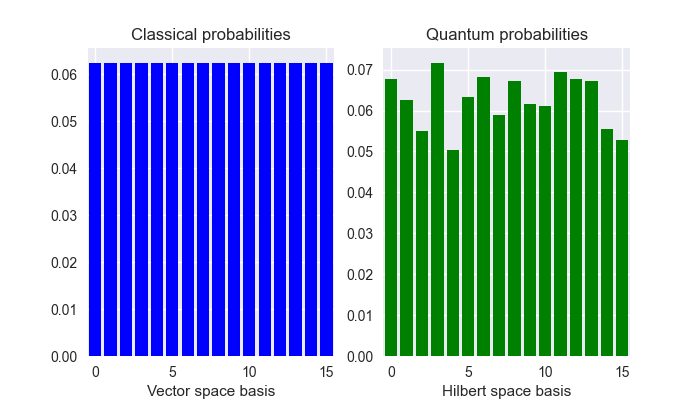 Classical probabilities
0.06
0.05
0.04
0.03
0.02
0.01
0.00
0 5 10 15
Vector space basis
Quantum probabilities
0.07
0.06
0.05
0.04
0.03
0.02
0.01
0.00
0 5 10 15
Hilbert space basis